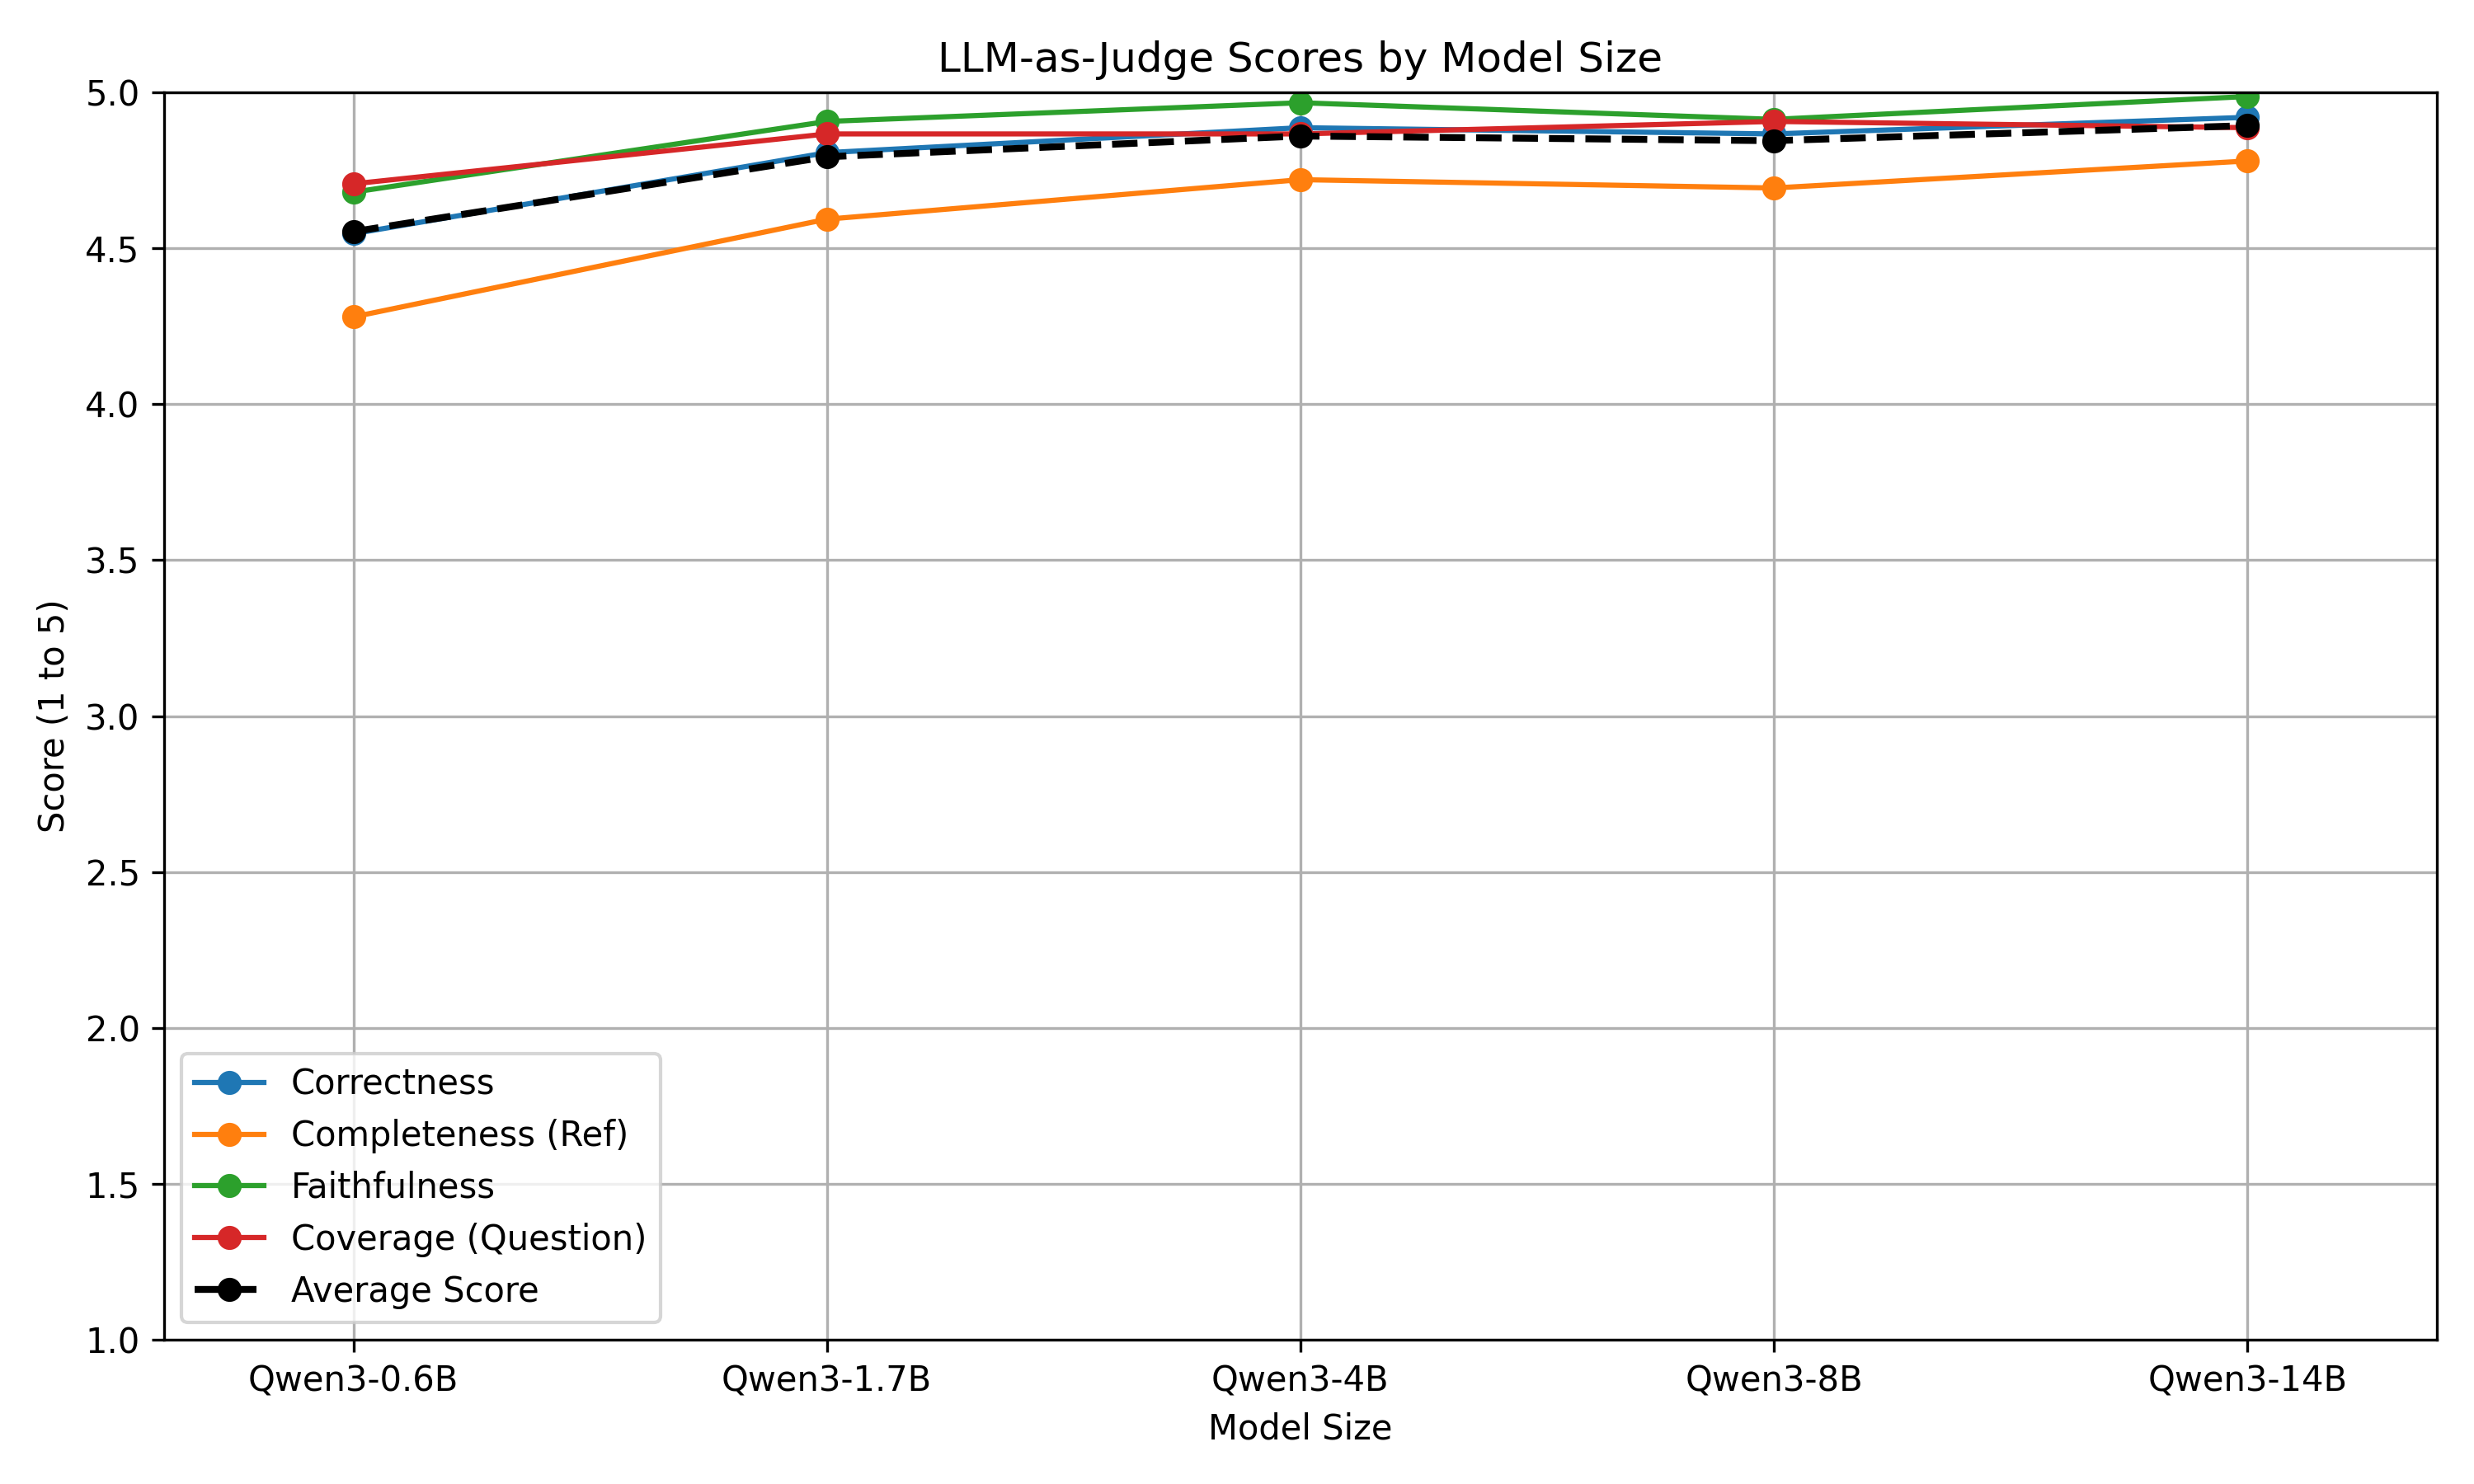 LLM-as-Judge Scores by Model Size
Score (1 to 5)
5.0
4.5
4.0
3.5
3.0
2.5
2.0
1.5
1.0
Correctness
Completeness (Ref)
Faithfulness
Coverage (Question)
Average Score
Qwen3-0.6B Qwen3-1.7B Qwen3-4B Qwen3-8B Qwen3-14B
Model Size